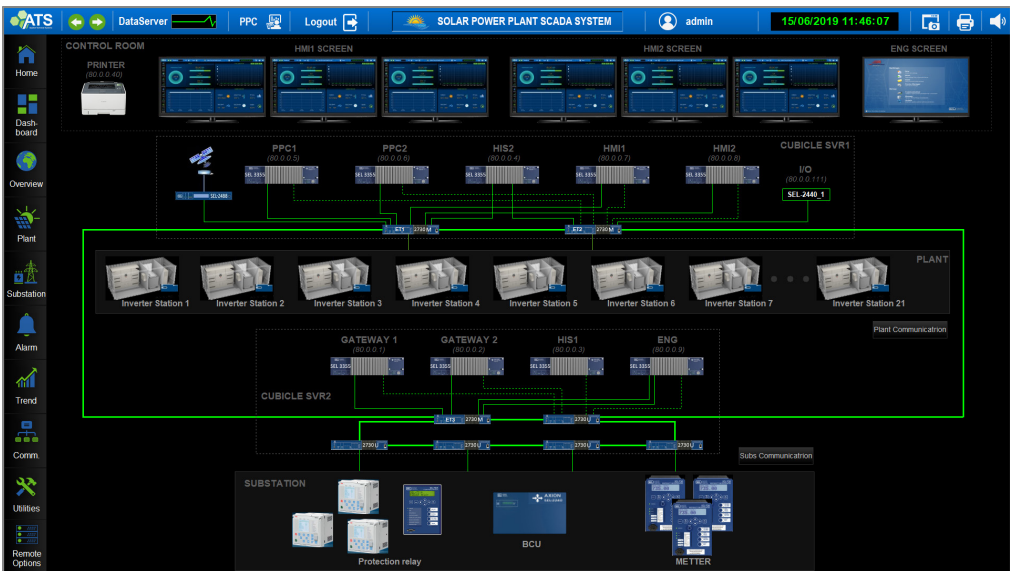 ATS
DataServer
PPC
Logout
SOLAR POWER PLANT SCADA SYSTEM
admin
15/06/2019 11:46:07
Home
Dash-
board
Overview
Plant
Substation
Alarm
Trend
Comm.
Utilities
Remote
Options
CONTROL ROOM
HMI1 SCREEN
HMI2 SCREEN
ENG SCREEN
PRINTER
(80.0.0.40)
CUBICLE SVR1
PPC1
(80.0.0.5)
PPC2
(80.0.0.6)
HIS2
(80.0.0.4)
HMI1
(80.0.0.7)
HMI2
(80.0.0.8)
I/O
(80.0.0.111)
SEL 3355
SEL 3355
SEL 3355
SEL 3355
SEL 3355
SEL-2488
SEL-2440_1
ET1 2730 M
ET2 2730 M
PLANT
Inverter Station 1
Inverter Station 2
Inverter Station 3
Inverter Station 4
Inverter Station 5
Inverter Station 6
Inverter Station 7
Inverter Station 21
Plant Communicatrion
GATEWAY 1
(80.0.0.1)
GATEWAY 2
(80.0.0.2)
HIS1
(80.0.0.3)
ENG
(80.0.0.9)
SEL 3355
SEL 3355
SEL 3355
SEL 3355
CUBICLE SVR2
ET3 2730 M
2730 U
2730 U
2730 U
2730 U
2730 U
Subs Communicatrion
SUBSTATION
AXION
BCU
Protection relay
METTER